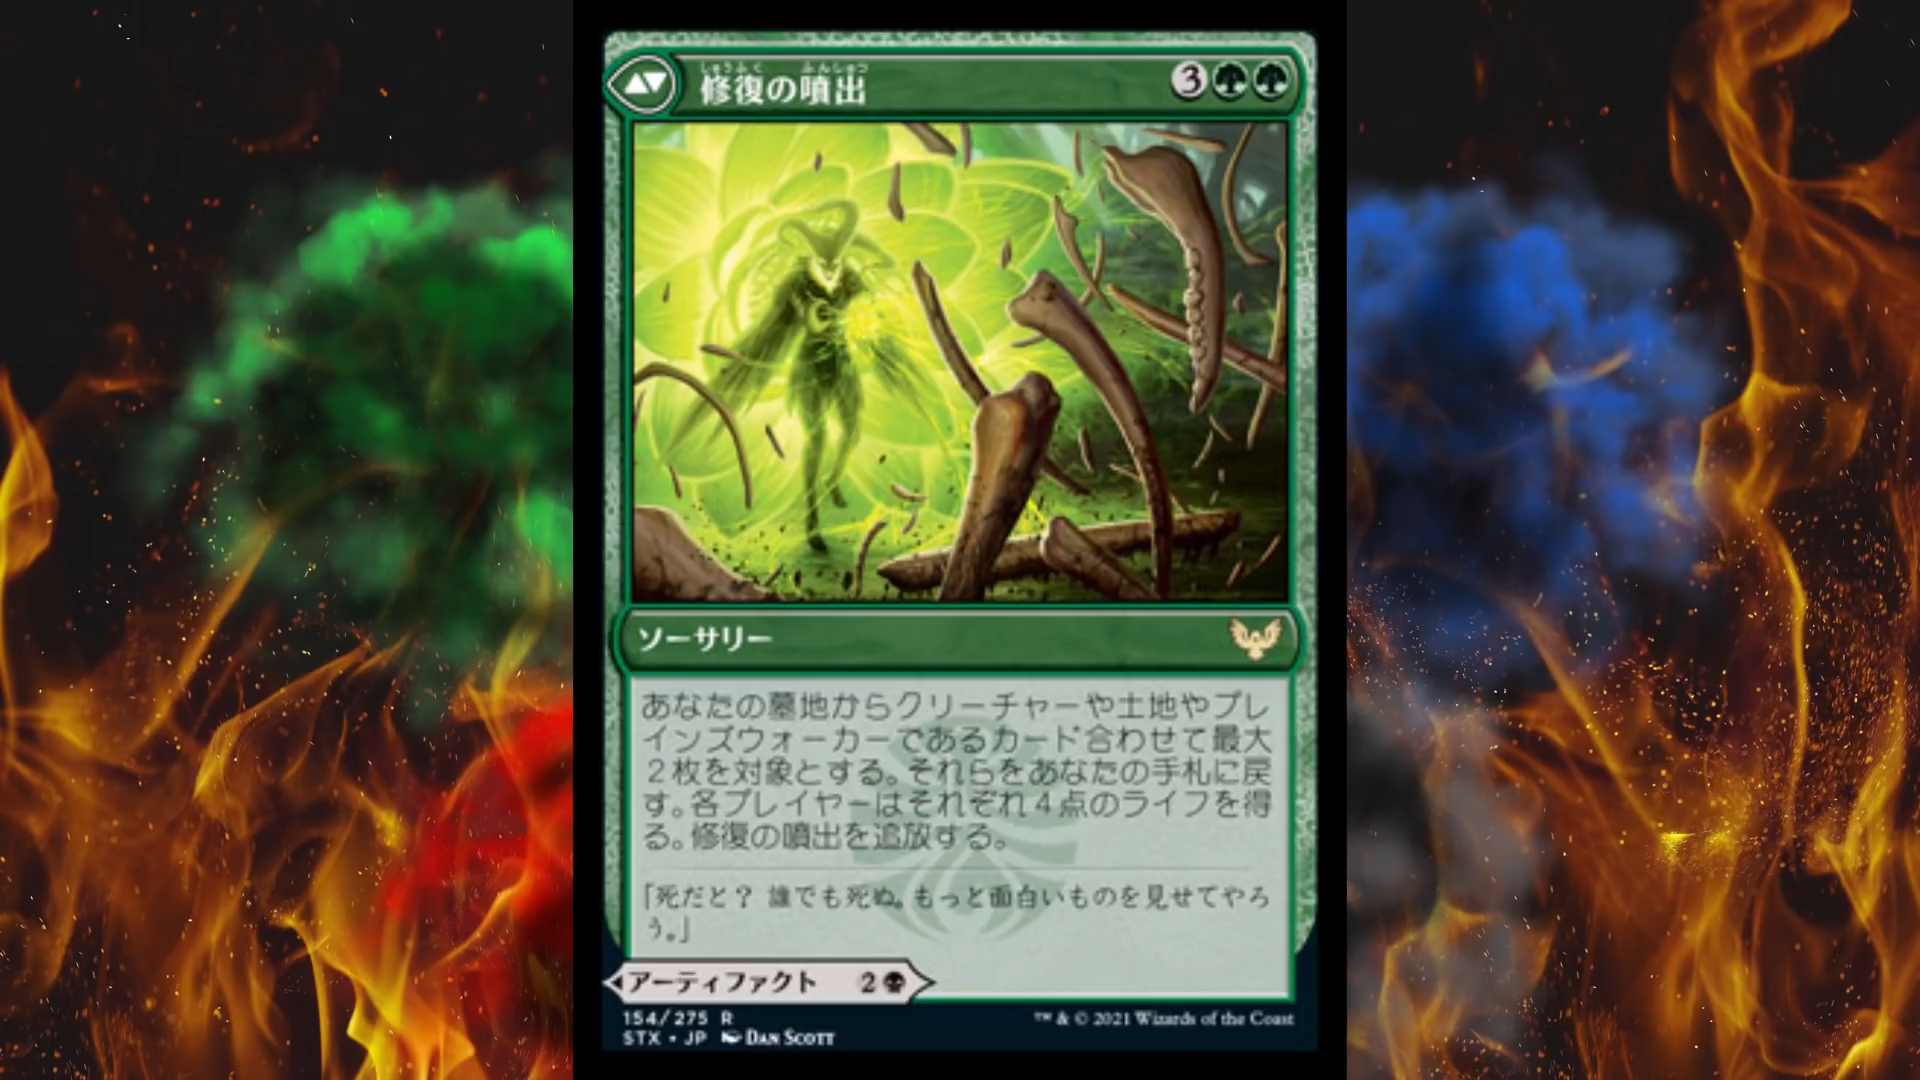 しゅうふく ふんしゅつ
修復の噴出
3
ソーサリー
あなたの墓地からクリーチャーや土地やプレ
インズウォーカーであるカード合わせて最大
2枚を対象とする。それらをあなたの手札に戻
す。各プレイヤーはそれぞれ4点のライフを得
る。修復の噴出を追放する。
「死だと? 誰でも死ぬ。もっと面白いものを見せてやろ
う。」
アーティファクト 2
154/275 R
™ & © 2021 Wizards of the Coast
STX • JP DAN SCOTT